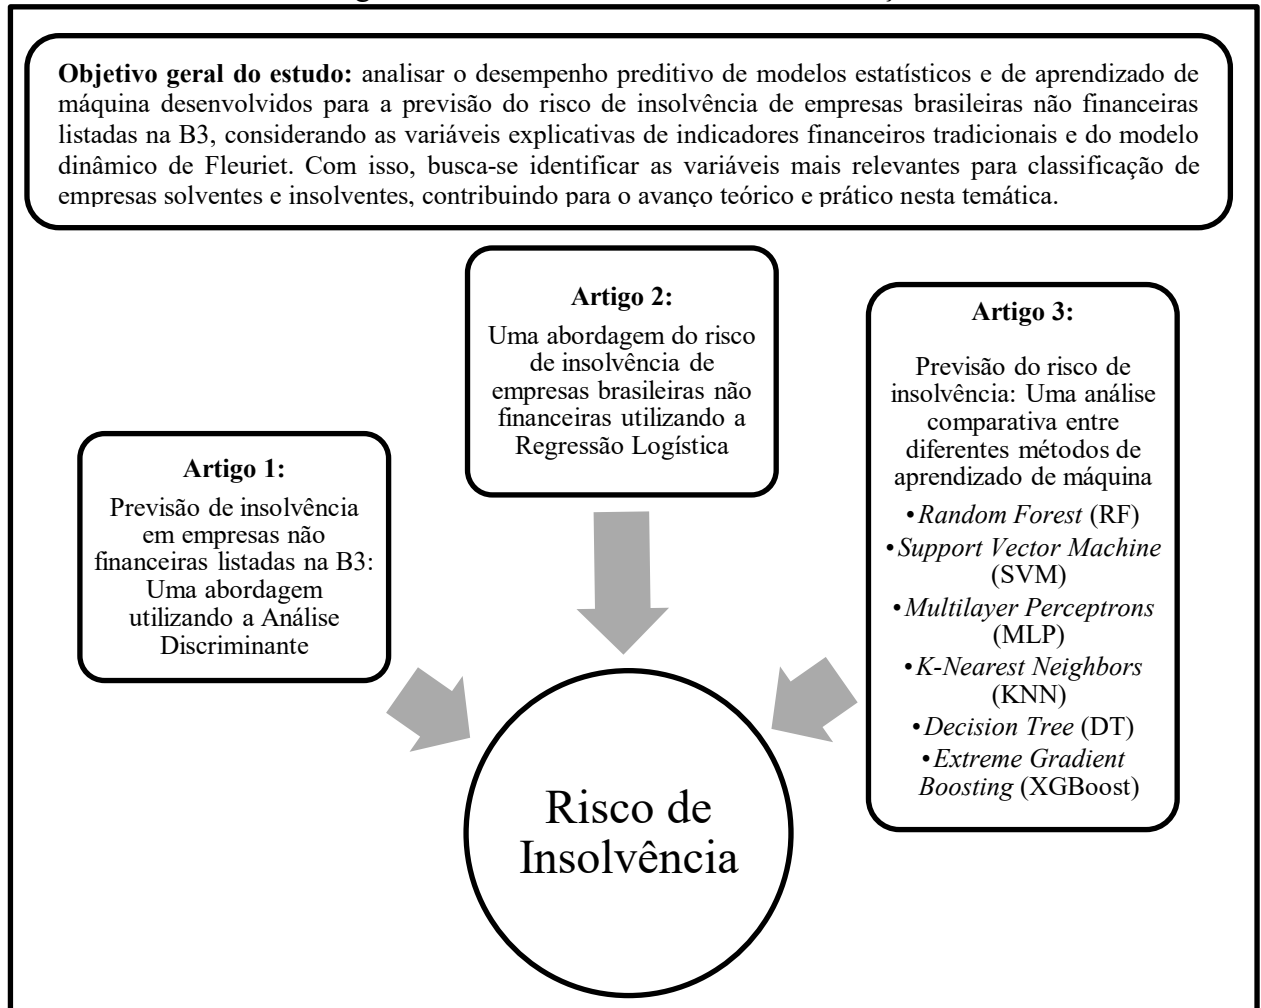 Objetivo geral do estudo: analisar o desempenho preditivo de modelos estatísticos e de aprendizado de
máquina desenvolvidos para a previsão do risco de insolvência de empresas brasileiras não financeiras
listadas na B3, considerando as variáveis explicativas de indicadores financeiros tradicionais e do modelo
dinâmico de Fleuriet. Com isso, busca-se identificar as variáveis mais relevantes para classificação de
empresas solventes e insolventes, contribuindo para o avanço teórico e prático nesta temática.
Artigo 1:
Previsão de insolvência
em empresas não
financeiras listadas na B3:
Uma abordagem
utilizando a Análise
Discriminante
Artigo 2:
Uma abordagem do risco
de insolvência de
empresas brasileiras não
financeiras utilizando a
Regressão Logística
Artigo 3:
Previsão do risco de
insolvência: Uma análise
comparativa entre
diferentes métodos de
aprendizado de máquina
•Random Forest (RF)
•Support Vector Machine
(SVM)
•Multilayer Perceptrons
(MLP)
•K-Nearest Neighbors
(KNN)
•Decision Tree (DT)
•Extreme Gradient
Boosting (XGBoost)
Risco de
Insolvência